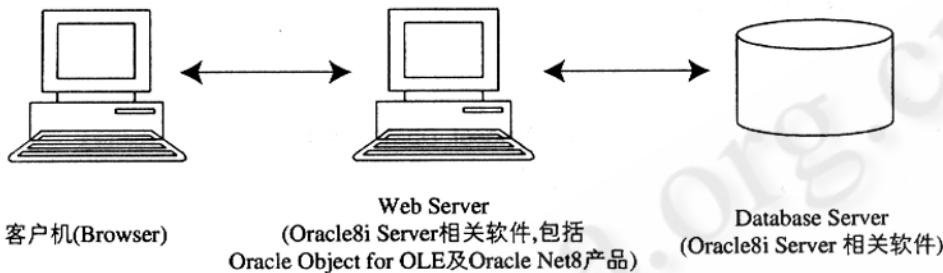 客户机(Browser)
Web Server
(Oracle8i Server相关软件,包括
Oracle Object for OLE及Oracle Net8产品)
Database Server
(Oracle8i Server 相关软件)